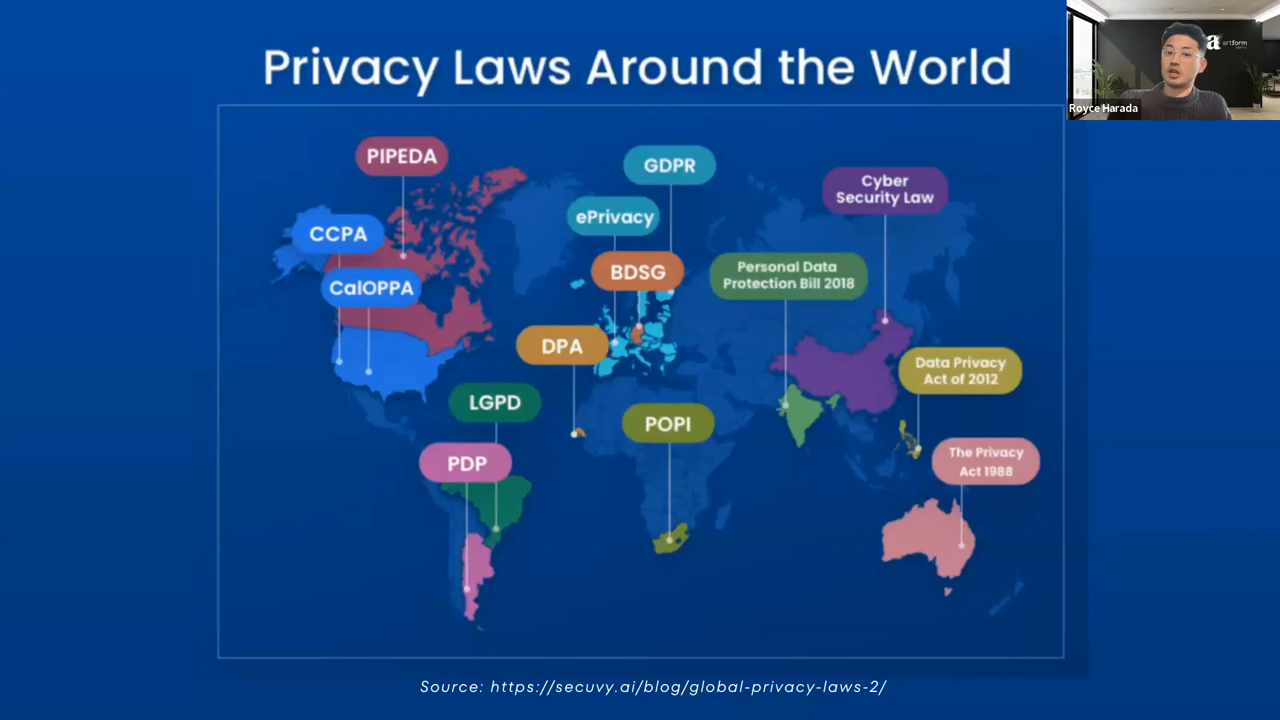 Privacy Laws Around the World
a artform
Royce Harada
PIPEDA
GDPR
Cyber
Security Law
ePrivacy
CCPA
BDSG
Personal Data
Protection Bill 2018
CalOPPA
DPA
Data Privacy
Act of 2012
LGPD
POPI
PDP
The Privacy
Act 1988
Source: https://secuvy.ai/blog/global-privacy-laws-2/